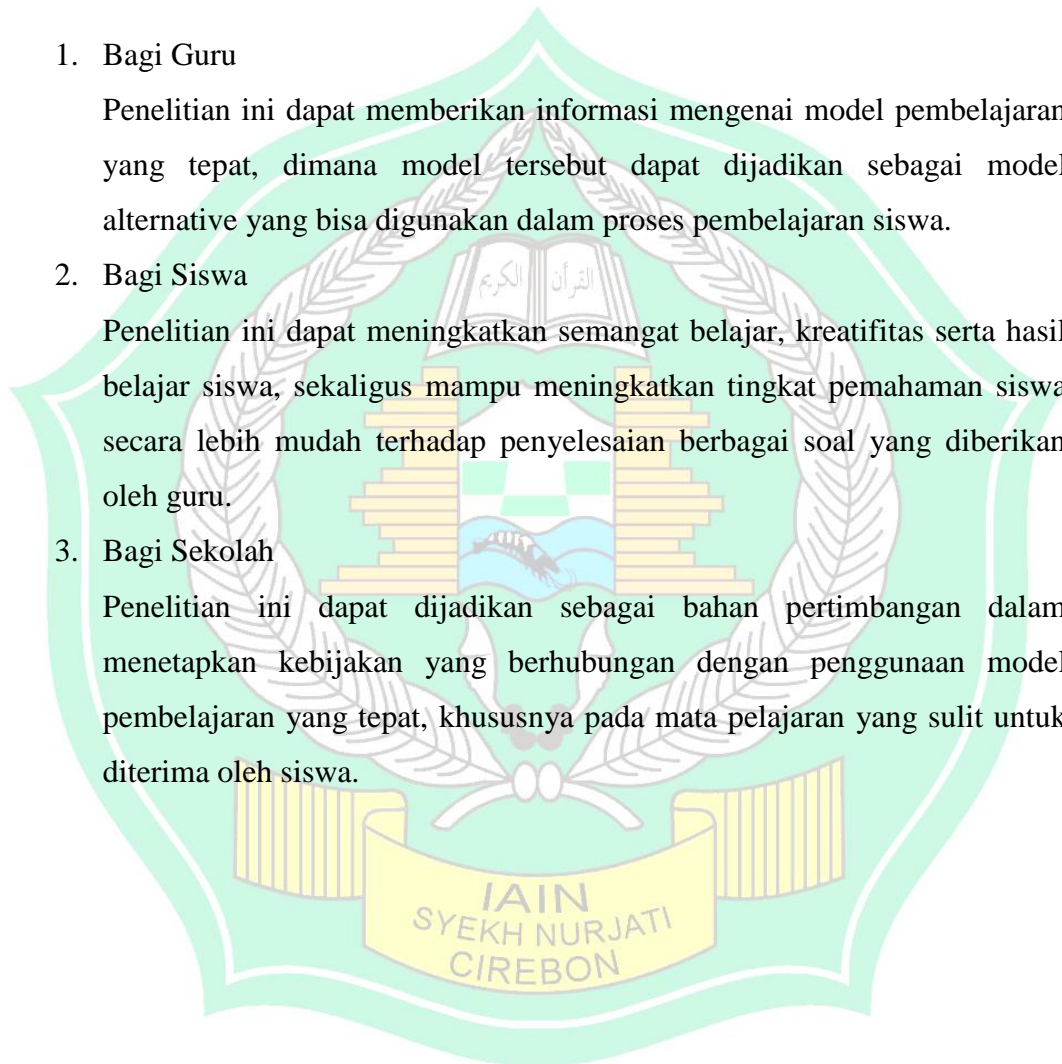 1. Bagi Guru
Penelitian ini dapat memberikan informasi mengenai model pembelajaran
yang tepat, dimana model tersebut dapat dijadikan sebagai model
alternative yang bisa digunakan dalam proses pembelajaran siswa.
2. Bagi Siswa
القرآن الكريم
Penelitian ini dapat meningkatkan semangat belajar, kreatifitas serta hasil
belajar siswa, sekaligus mampu meningkatkan tingkat pemahaman siswa
secara lebih mudah terhadap penyelesaian berbagai soal yang diberikan
oleh guru.
3. Bagi Sekolah
Penelitian ini dapat dijadikan sebagai bahan pertimbangan dalam
menetapkan kebijakan yang berhubungan dengan penggunaan model
pembelajaran yang tepat, khususnya pada mata pelajaran yang sulit untuk
diterima oleh siswa.
IAIN
SYEKH NURJATI
CIREBON